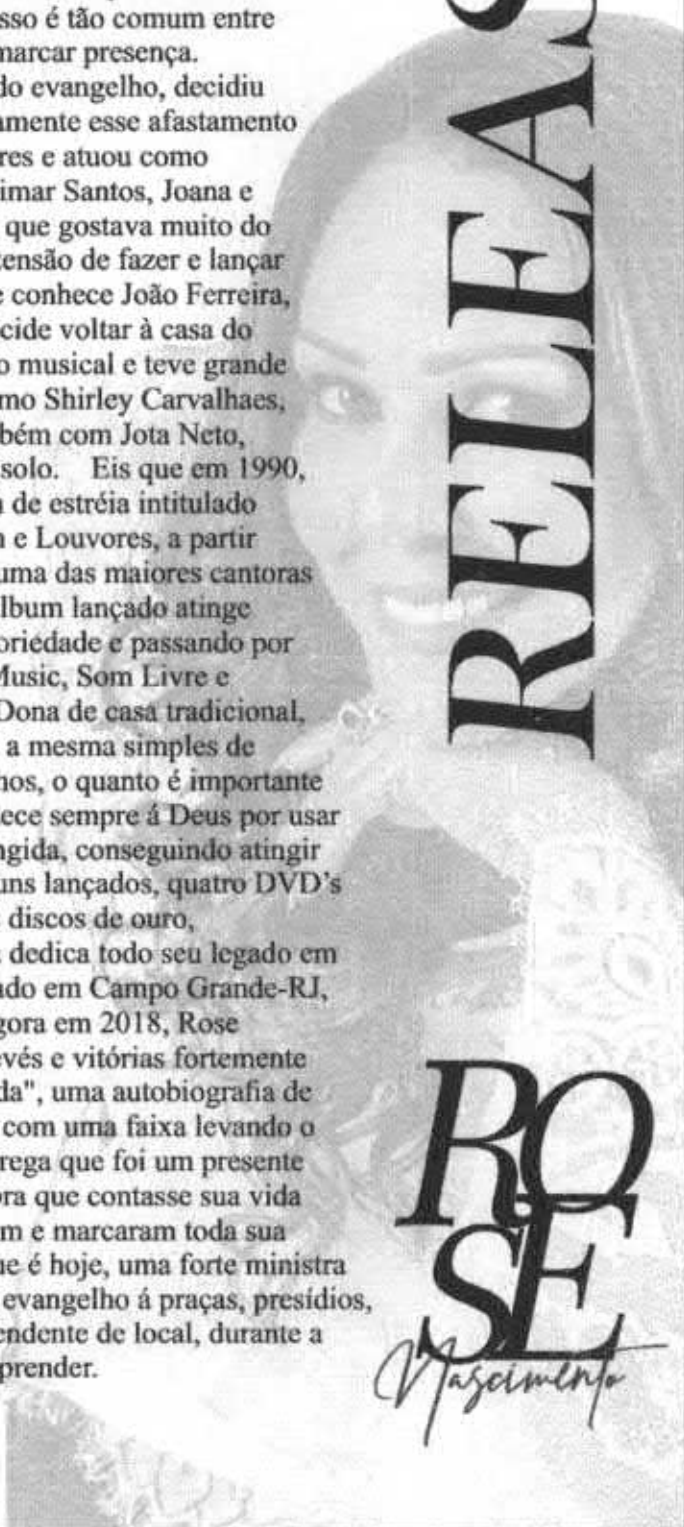 sso é tão comum entre
marcar presença.
do evangelho, decidiu
amente esse afastamento
res e atuou como
imar Santos, Joana e
que gostava muito do
tensão de fazer e lançar
e conhece João Ferreira,
cide voltar à casa do
o musical e teve grande
mo Shirley Carvalhaes,
bém com Jota Neto,
solo. Eis que em 1990,
de estréia intitulado
n e Louvores, a partir
uma das maiores cantoras
lbum lançado atinge
oriedade e passando por
Music, Som Livre e
Dona de casa tradicional,
a mesma simples de
nos, o quanto é importante
ece sempre á Deus por usar
ngida, conseguindo atingir
uns lançados, quatro DVD's
discos de ouro,
dedica todo seu legado em
ado em Campo Grande-RJ,
gora em 2018, Rose
evés e vitórias fortemente
da", uma autobiografia de
com uma faixa levando o
rega que foi um presente
ora que contasse sua vida
m e marcaram toda sua
ue é hoje, uma forte ministra
evangelho á praças, presídios,
endente de local, durante a
prender.
RELEAS
RO
SE
Nascimento